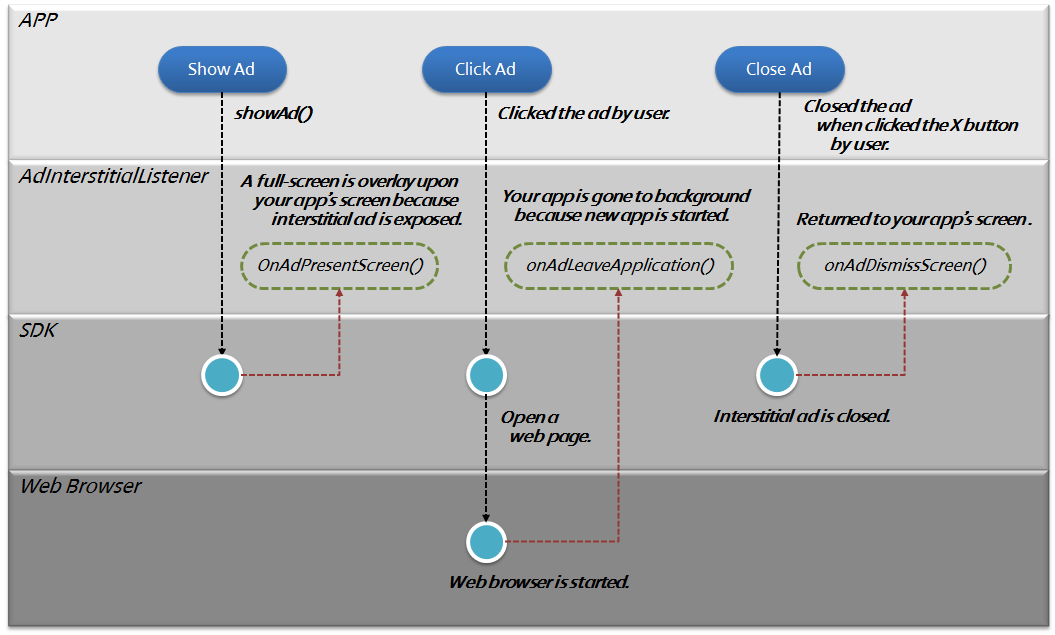 APP
Show Ad
Click Ad
Close Ad
showAd()
Clicked the ad by user.
Closed the ad
when clicked the X button
by user.
AdInterstitialListener
A full-screen is overlay upon
your app's screen because
interstitial ad is exposed.
Your app is gone to background
because new app is started.
Returned to your app's screen .
OnAdPresentScreen()
onAdLeaveApplication()
onAdDismissScreen()
SDK
Open a
web page.
Interstitial ad is closed.
Web Browser
Web browser is started.